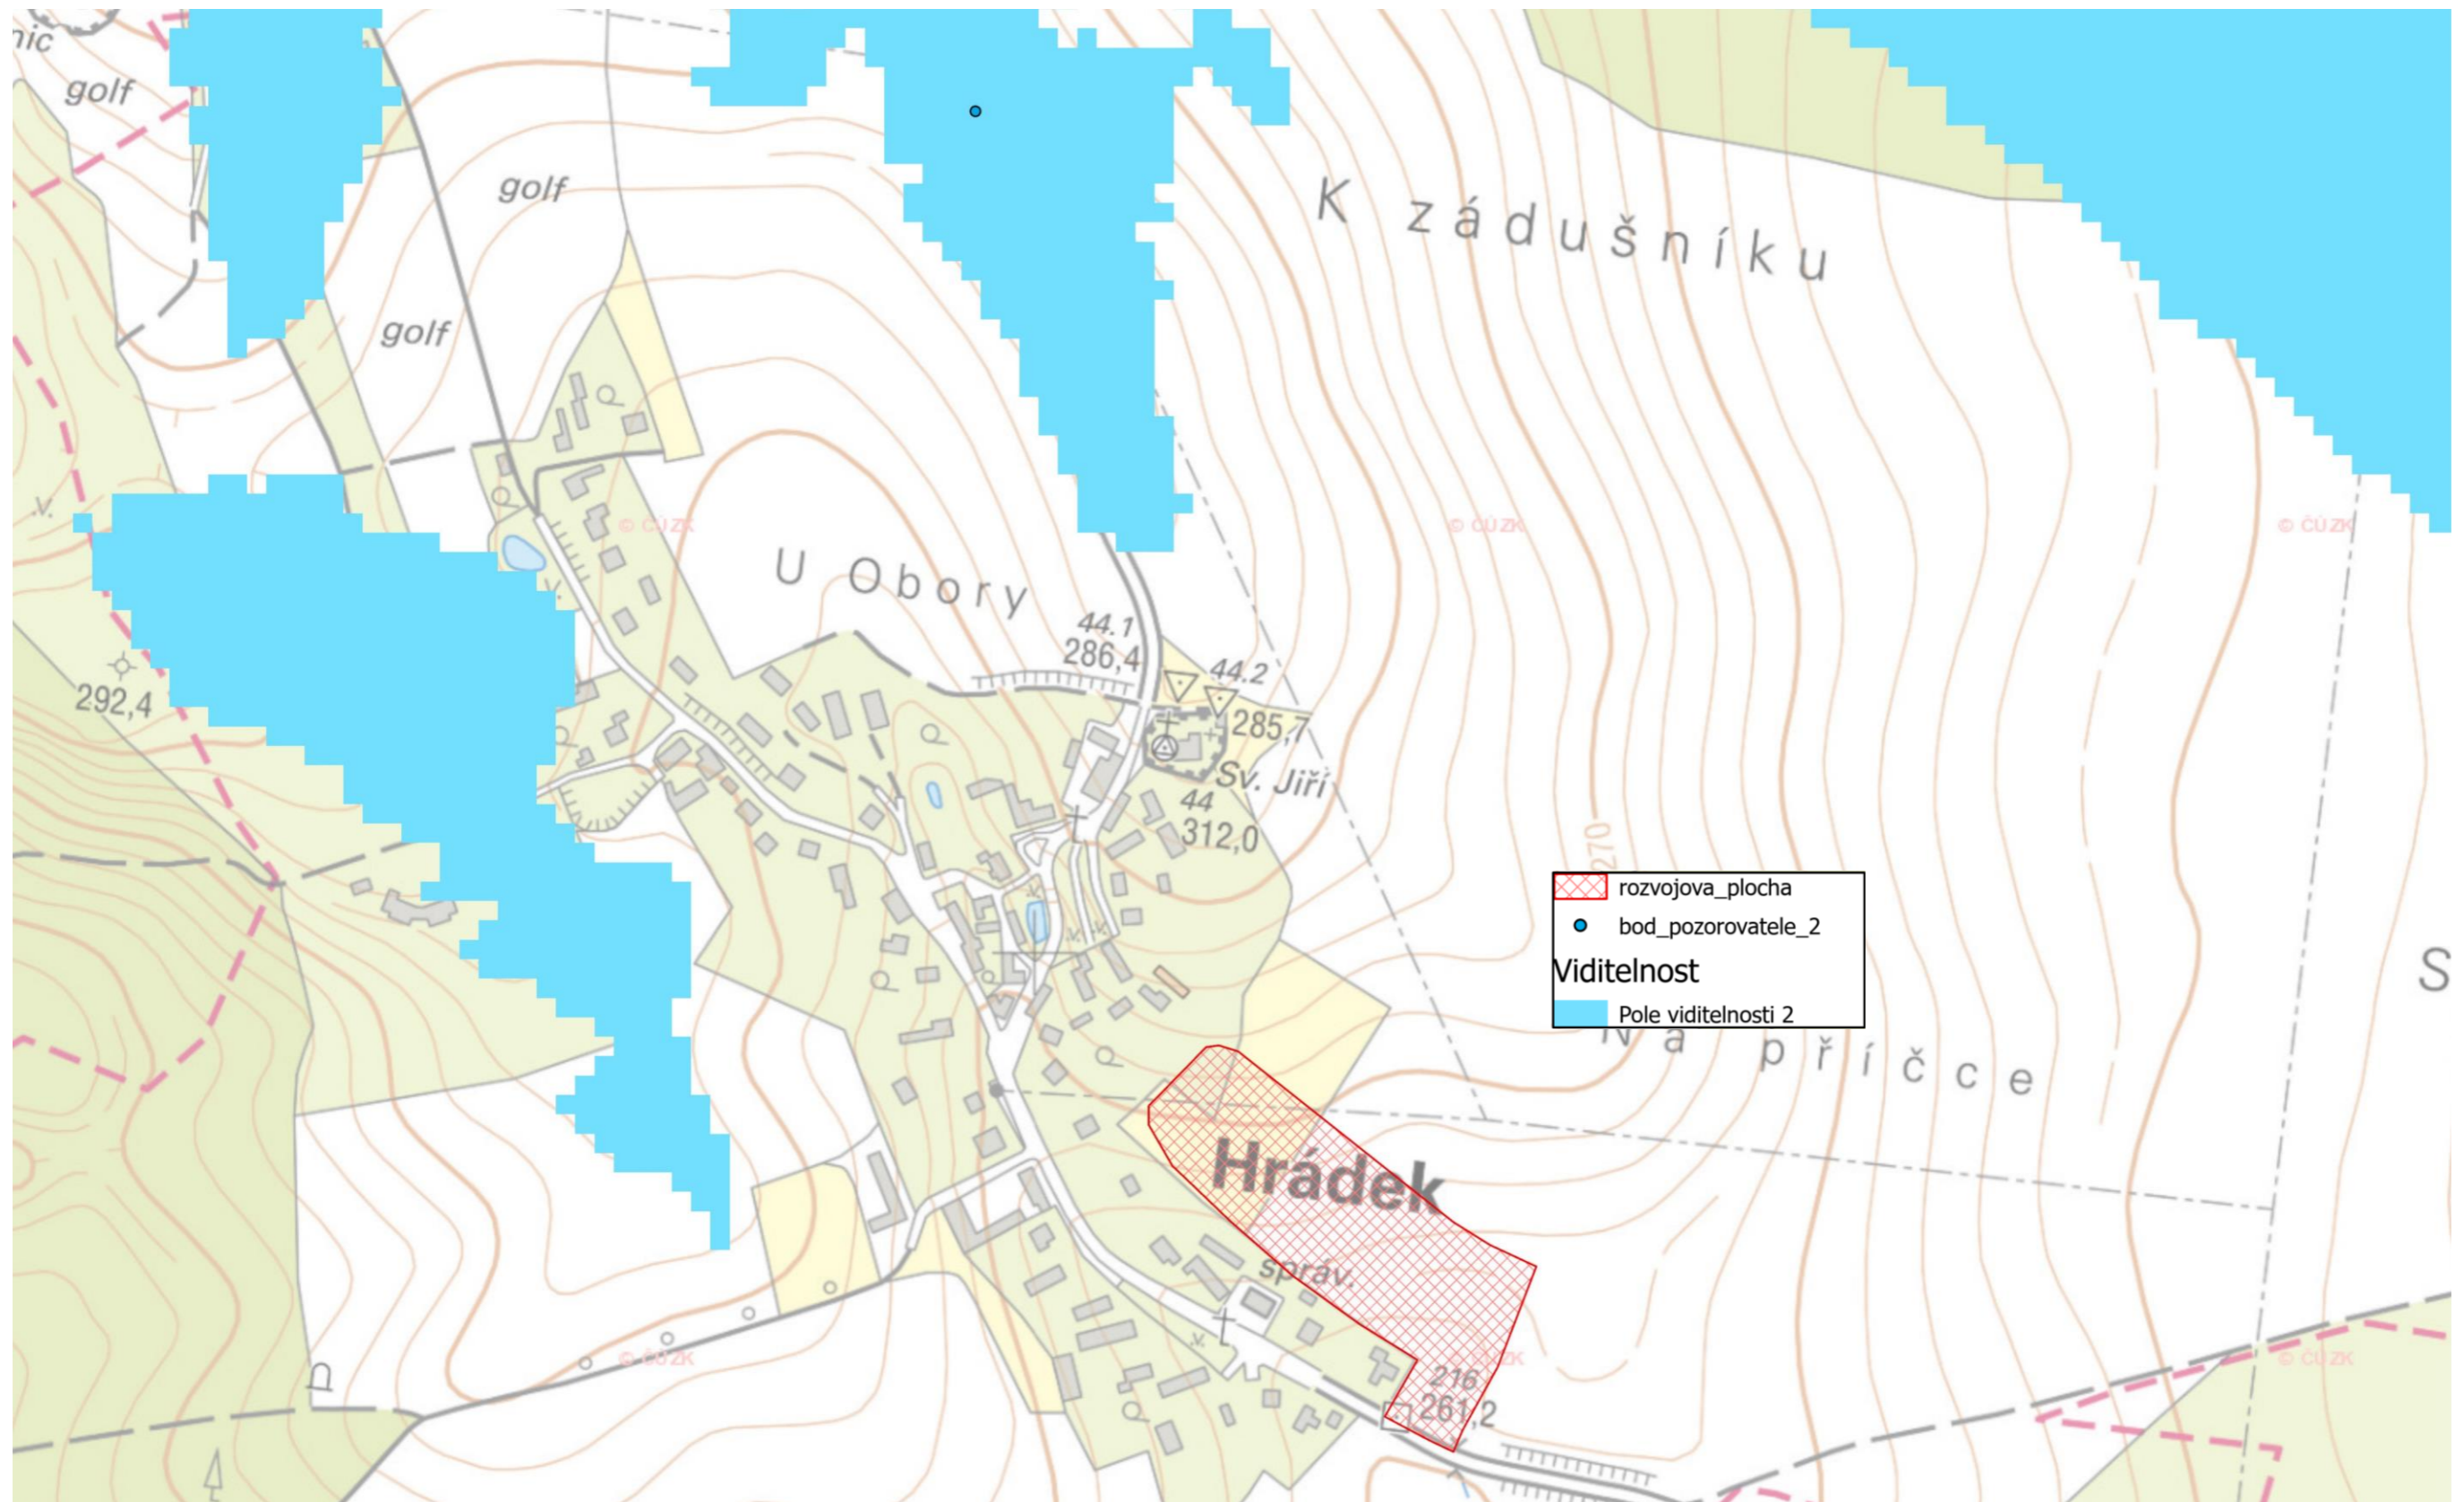 nic
golf
golf
golf
K zádušníku
.v.
© ČÚZK
© ČÚZK
© ČÚZK
U Obory
44.1
286,4
44.2
285,7
292,4
Sv. Jiří
44
312,0
270
rozvojova_plocha
bod_pozorovatele_2
Viditelnost
Pole viditelnosti 2
S
Na příčce
Hrádek
správ.
© ČÚZK
© ČÚZK
© ČÚZK
216
261,2